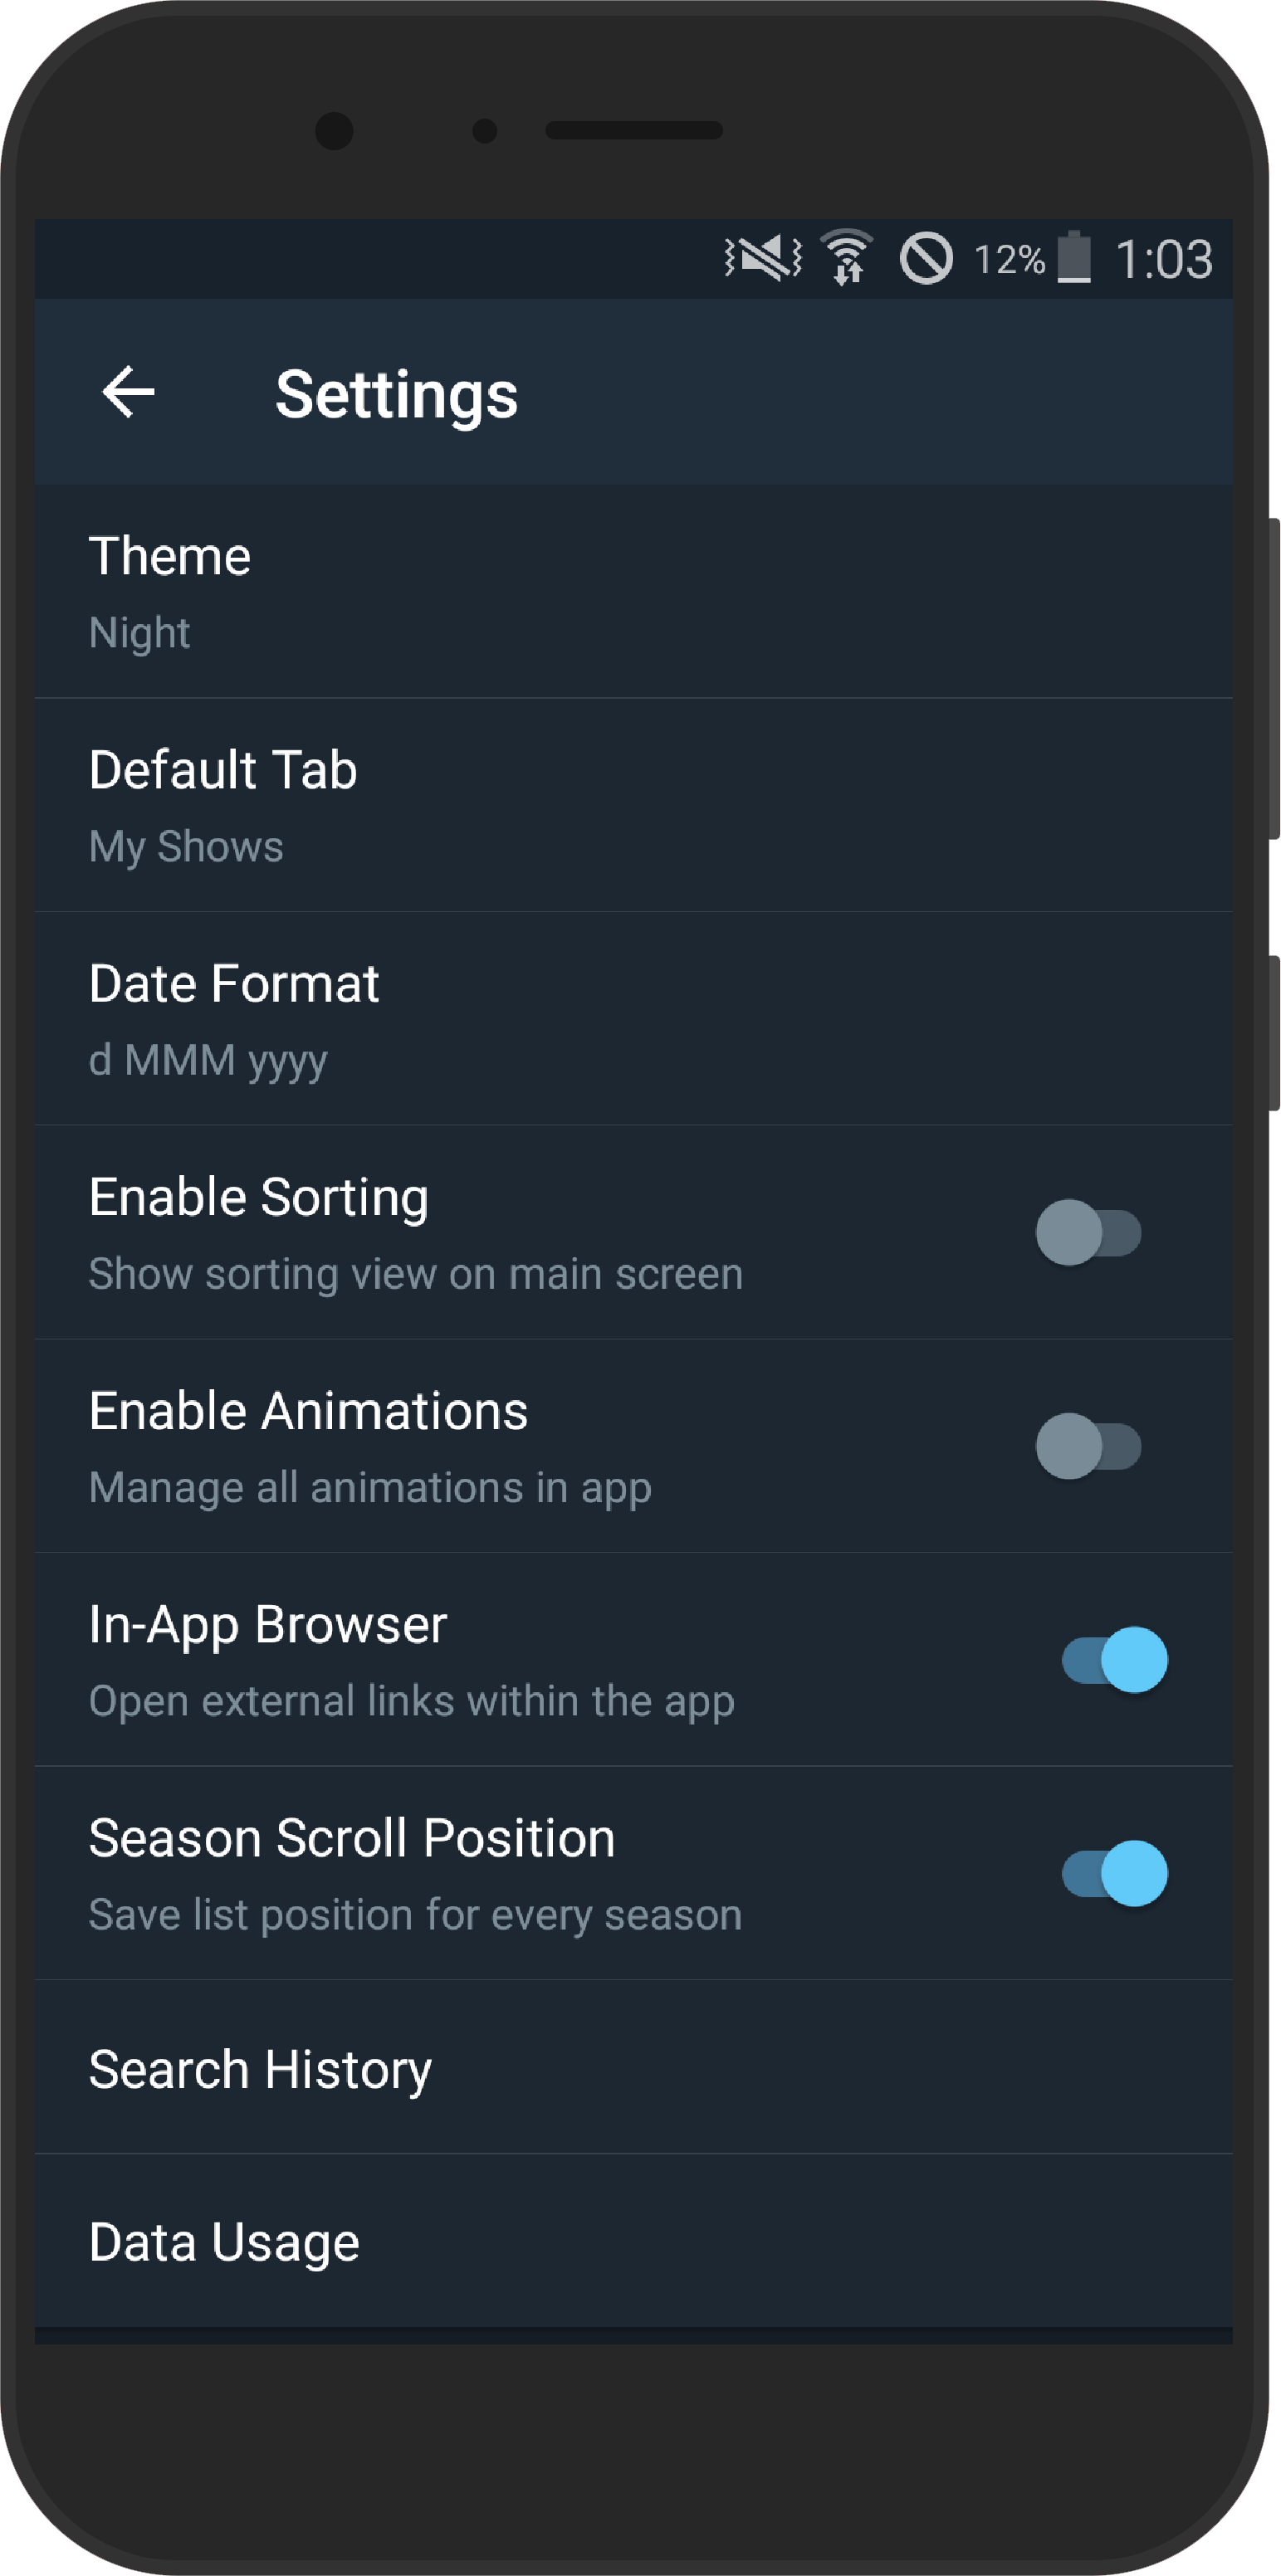 12% 1:03
Settings
Theme
Night
Default Tab
My Shows
Date Format
d MMM yyyy
Enable Sorting
Show sorting view on main screen
Enable Animations
Manage all animations in app
In-App Browser
Open external links within the app
Season Scroll Position
Save list position for every season
Search History
Data Usage